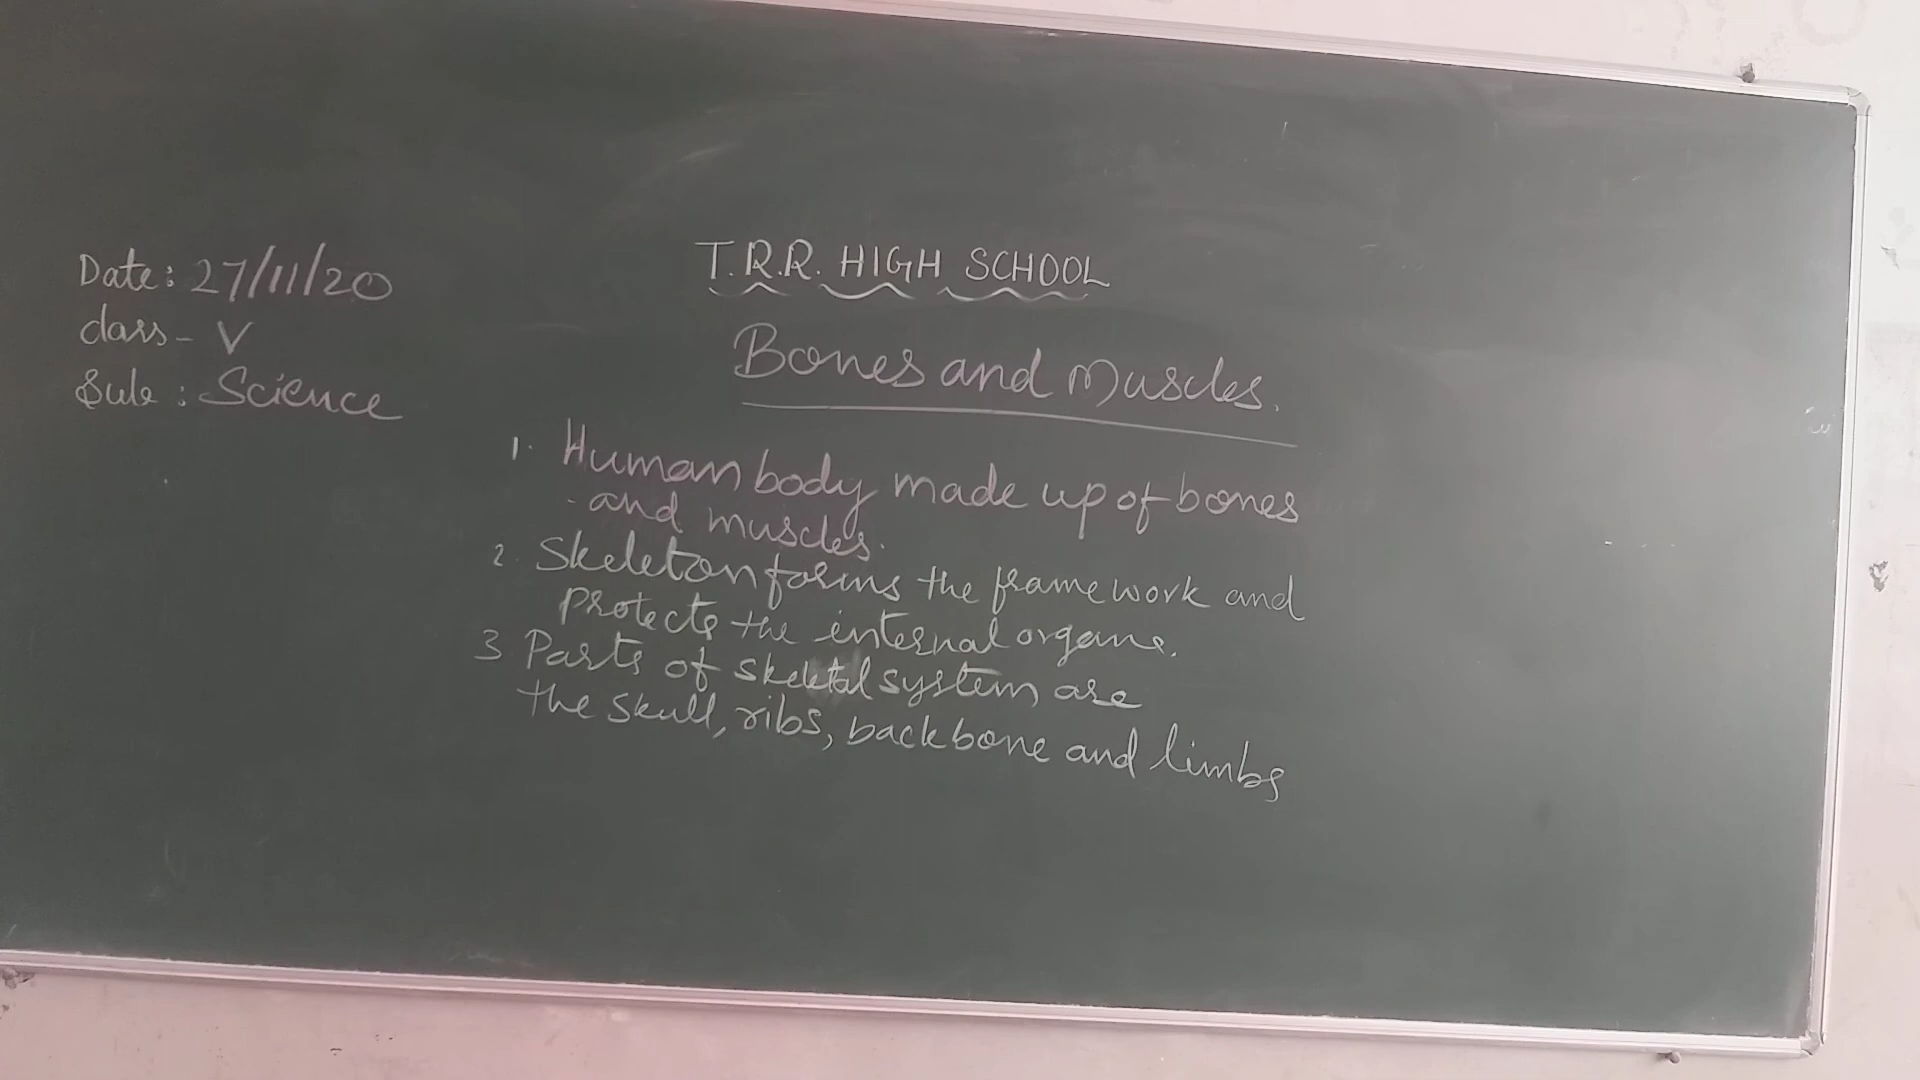 T.R.R. HIGH SCHOOL
Date: 27/11/20
class - V
Sub : Science
Bones and Muscles.
1. Human body made up of bones
and muscles.
2. Skeleton forms the frame work and
protects the internal organs.
3 Parts of skeletal system are
the skull, ribs, backbone and limbs